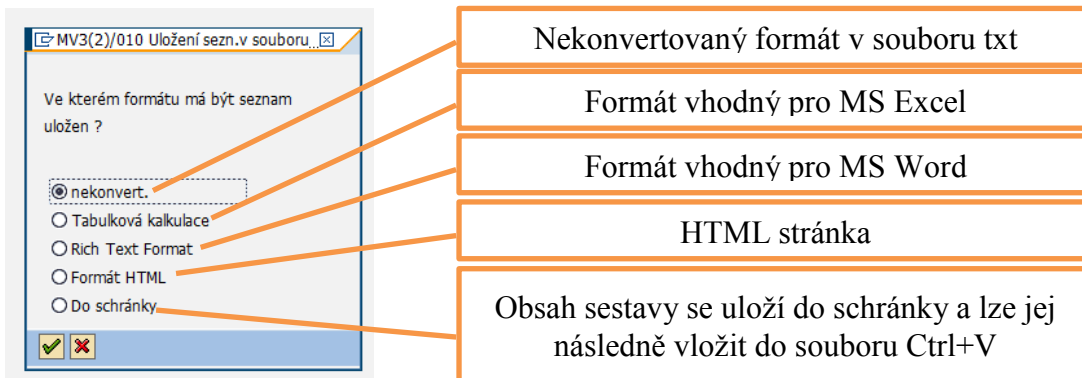 MV3(2)/010 Uložení sezn.v souboru...
Ve kterém formátu má být seznam
uložen ?
nekonvert.
Tabulková kalkulace
Rich Text Format
Formát HTML
Do schránky
Nekonvertovaný formát v souboru txt
Formát vhodný pro MS Excel
Formát vhodný pro MS Word
HTML stránka
Obsah sestavy se uloží do schránky a lze jej
následně vložit do souboru Ctrl+V